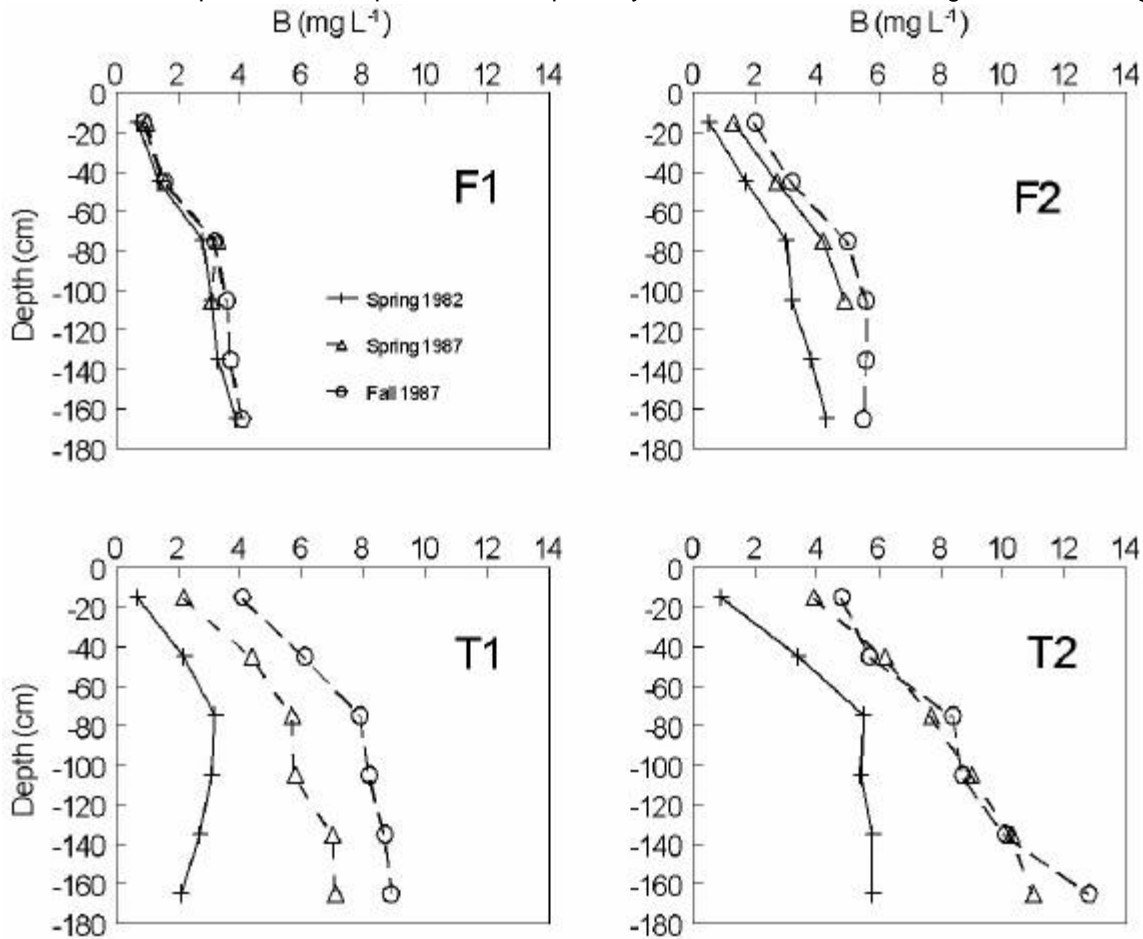 B (mg L-1) B (mg L-1)
0 2 4 6 8 10 12 14 0 2 4 6 8 10 12 14
0 0
-20 -20
-40 F1 -40 F2
-60 -60
-80 -80
Depth (cm)
-100 Spring 1982 -100
-120 Spring 1987 -120
-140 -140
Fall 1987
-160 -160
-180 -180
0 2 4 6 8 10 12 14 0 2 4 6 8 10 12 14
0 0
-20 -20
-40 T1 -40 T2
-60 -60
-80 -80
Depth (cm)
-100 -100
-120 -120
-140 -140
-160 -160
-180 -180